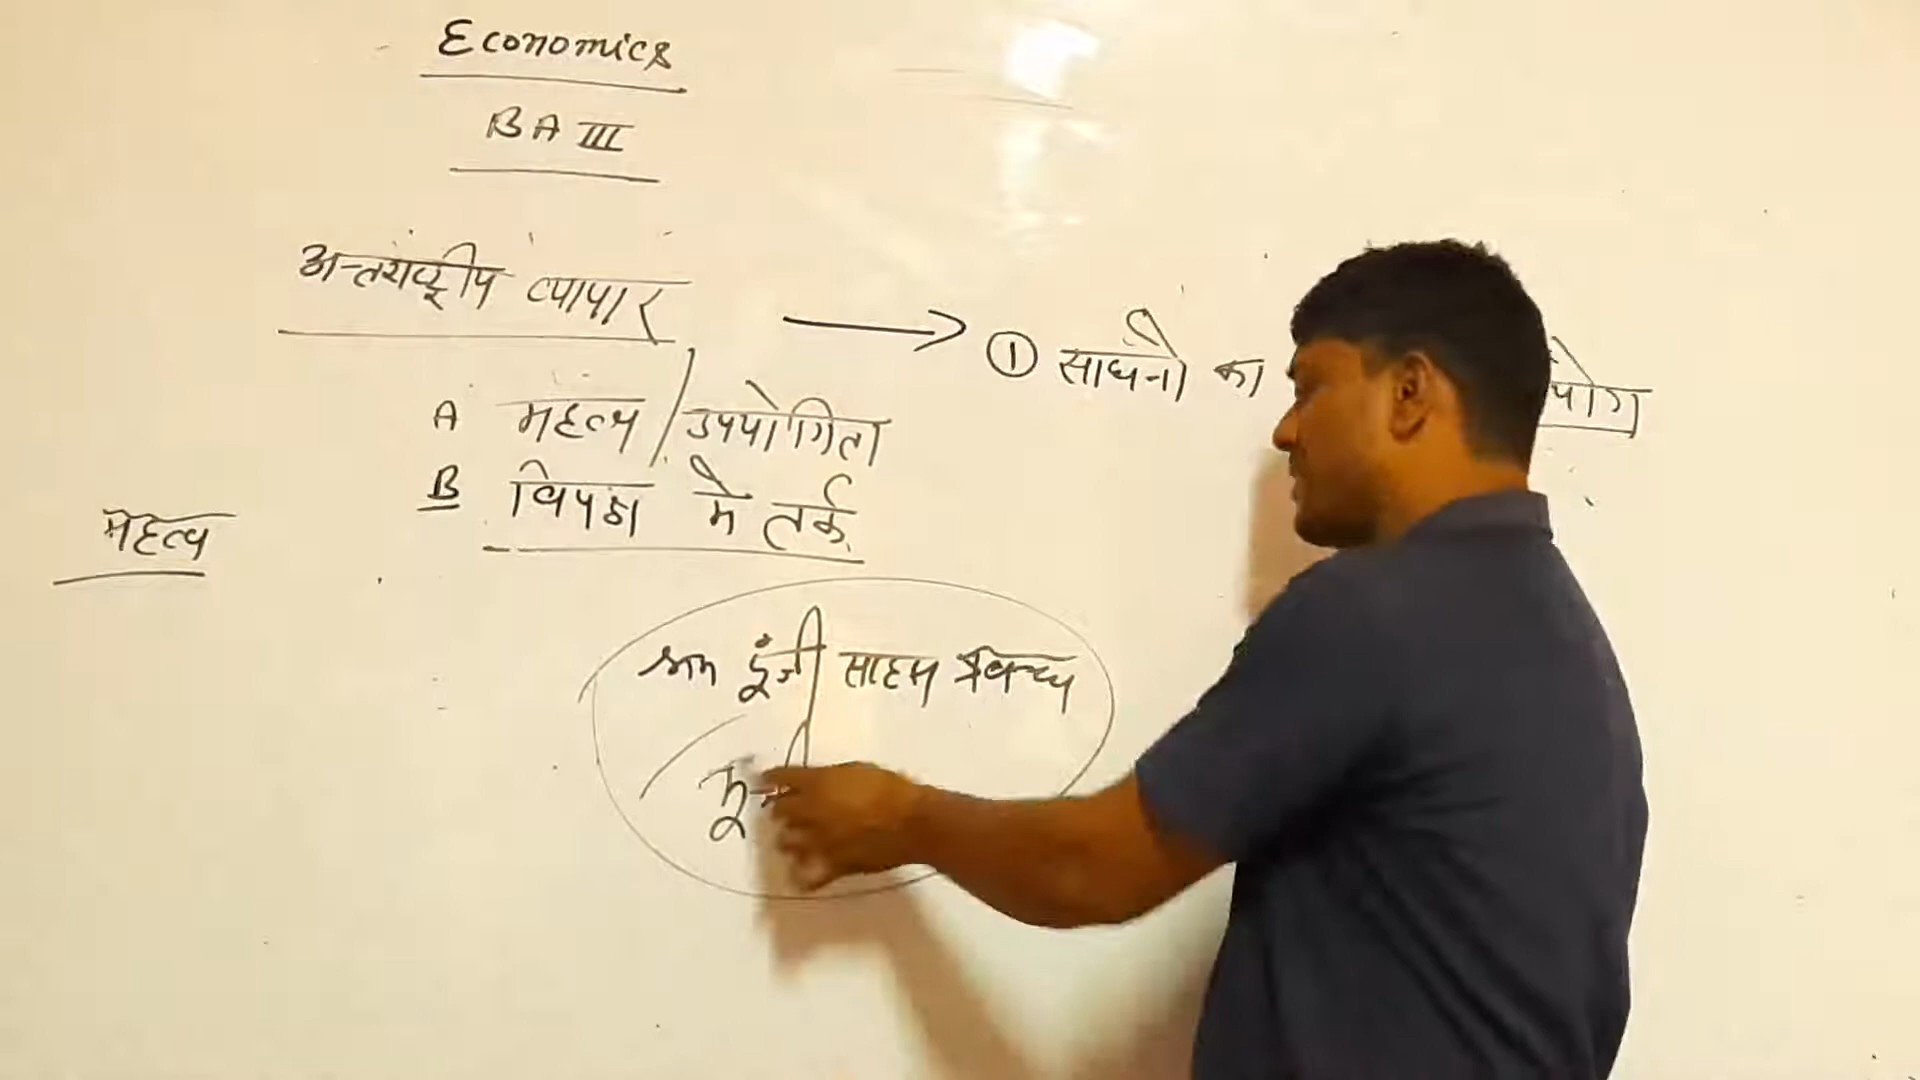 Economics
BA III
अन्तर्राष्ट्रीय व्यापार
① साधनो का
A महत्व / उपयोगिता
B विपक्ष मे तर्क
महत्व
श्रम पूंजी साहस प्रबन्ध